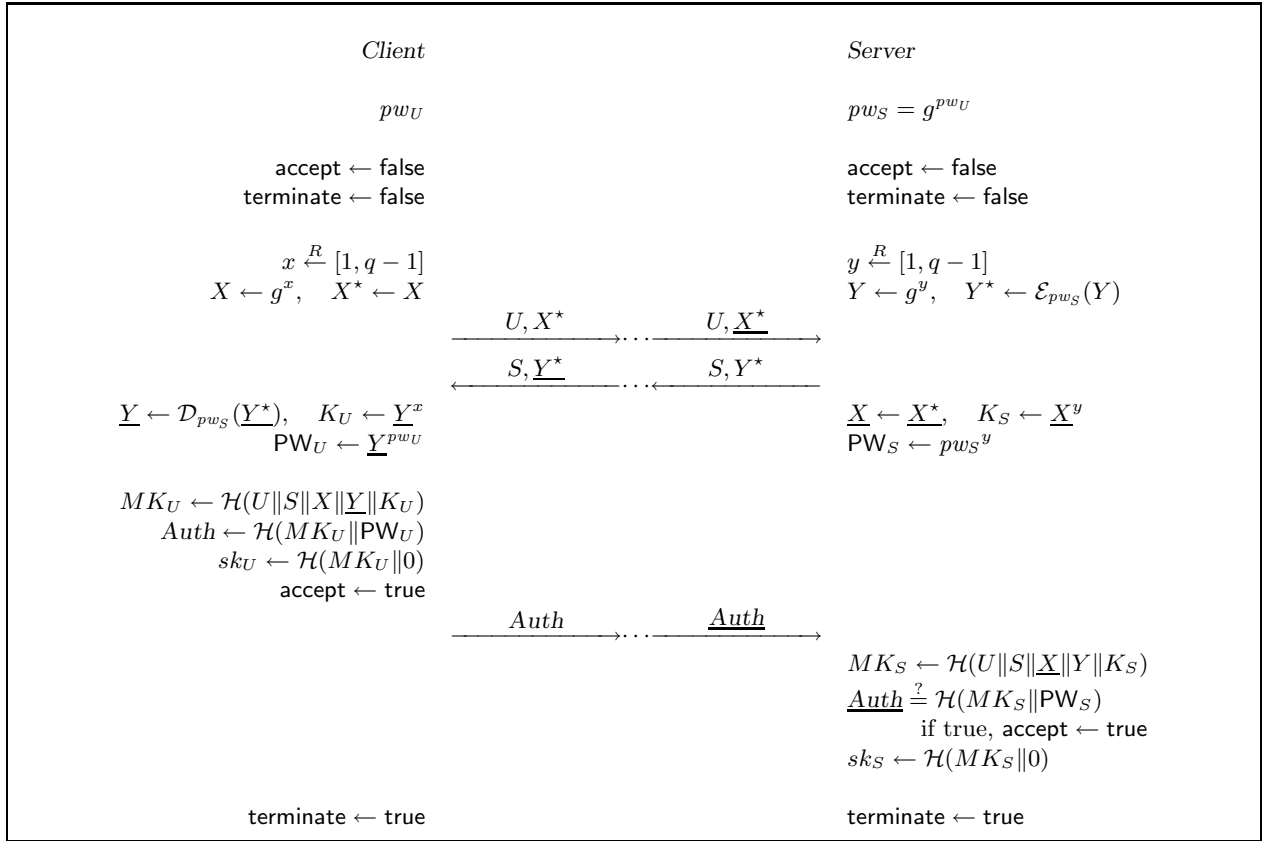 Client Server
pw_U pw_S = g^{pw_U}
accept ← false accept ← false
terminate ← false terminate ← false
x ←^R [1, q − 1] y ←^R [1, q − 1]
X ← g^x, X^⋆ ← X Y ← g^y, Y^⋆ ← ℰ_{pw_S}(Y)
U, X^⋆ ⋯ U, <u>X^⋆</u>
S, <u>Y^⋆</u> ⋯ S, Y^⋆
<u>Y</u> ← 𝒟_{pw_S}(<u>Y^⋆</u>), K_U ← <u>Y</u>^x <u>X</u> ← <u>X^⋆</u>, K_S ← <u>X</u>^y
PW_U ← <u>Y</u>^{pw_U} PW_S ← pw_S^y
MK_U ← ℋ(U‖S‖X‖<u>Y</u>‖K_U)
Auth ← ℋ(MK_U‖PW_U)
sk_U ← ℋ(MK_U‖0)
accept ← true
Auth ⋯ <u>Auth</u>
MK_S ← ℋ(U‖S‖<u>X</u>‖Y‖K_S)
<u>Auth</u> ≟ ℋ(MK_S‖PW_S)
if true, accept ← true
sk_S ← ℋ(MK_S‖0)
terminate ← true terminate ← true